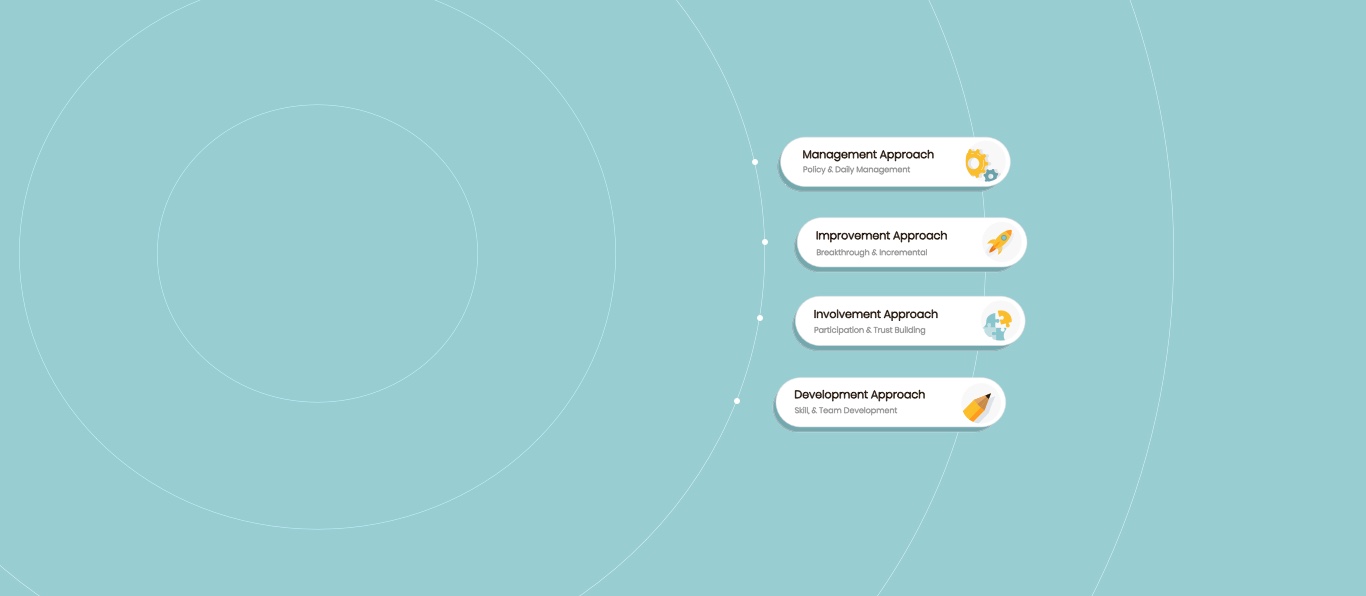 Management Approach
Policy & Daily Management
Improvement Approach
Breakthrough & Incremental
Involvement Approach
Participation & Trust Building
Development Approach
Skill, & Team Development